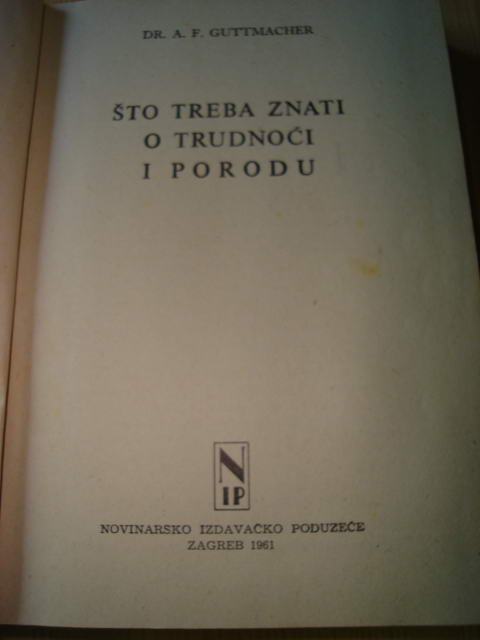 DR. A. F. GUTTMACHER
ŠTO TREBA ZNATI
O TRUDNOĆI
I PORODU
N
IP
NOVINARSKO IZDAVAČKO PODUZEĆE
ZAGREB 1961